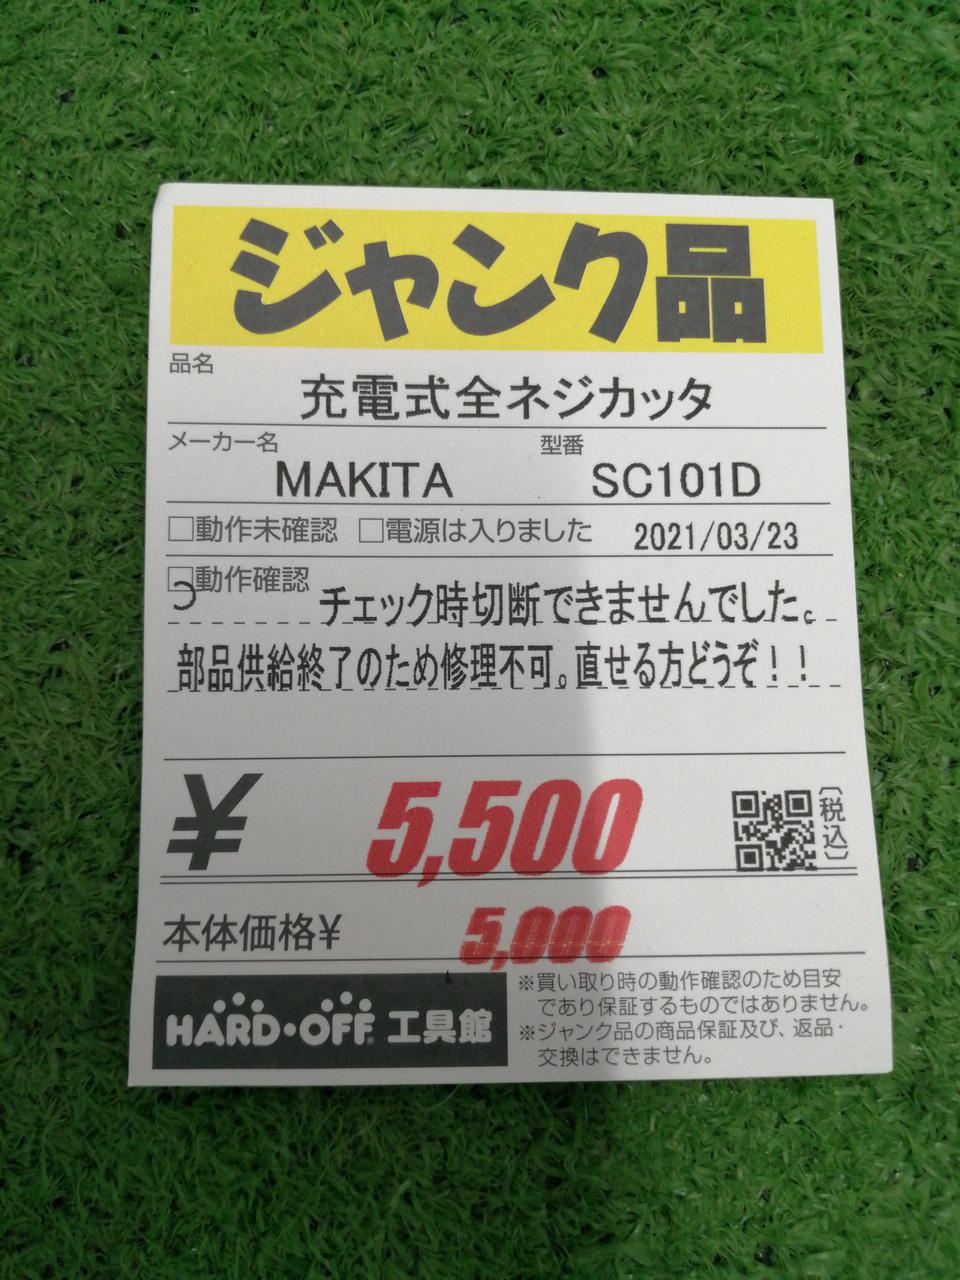 ジャンク品
品名
充電式全ネジカッタ
メーカー名 型番
MAKITA SC101D
□動作未確認 □電源は入りました 2021/03/23
□動作確認 チェック時切断できませんでした。
部品供給終了のため修理不可。直せる方どうぞ！！
¥ 5,500 (税込)
本体価格¥ 5,000
HARD・OFF® 工具館
※買い取り時の動作確認のため目安
であり保証するものではありません。
※ジャンク品の商品保証及び、返品・
交換はできません。